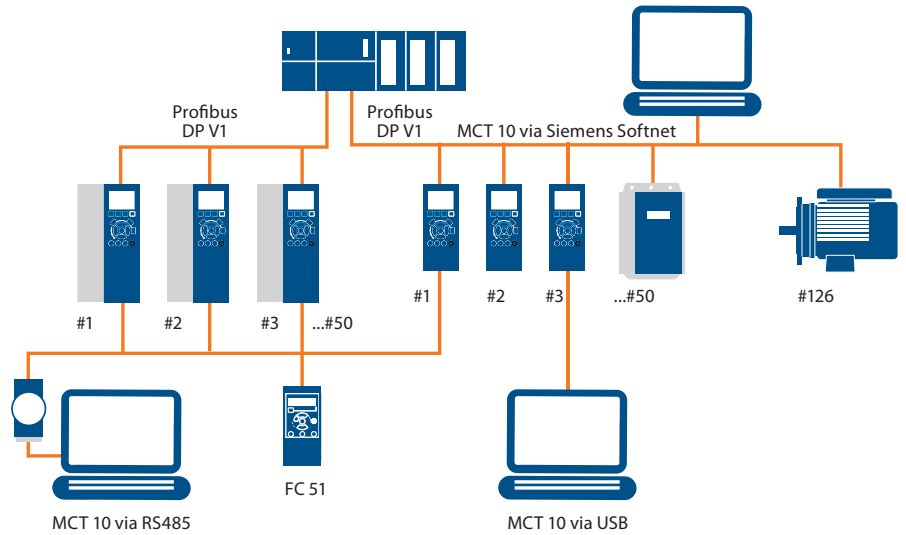 Profibus
DP V1
Profibus
DP V1
MCT 10 via Siemens Softnet
#1
#2
#3
...#50
#1
#2
#3
...#50
#126
FC 51
MCT 10 via RS485
MCT 10 via USB